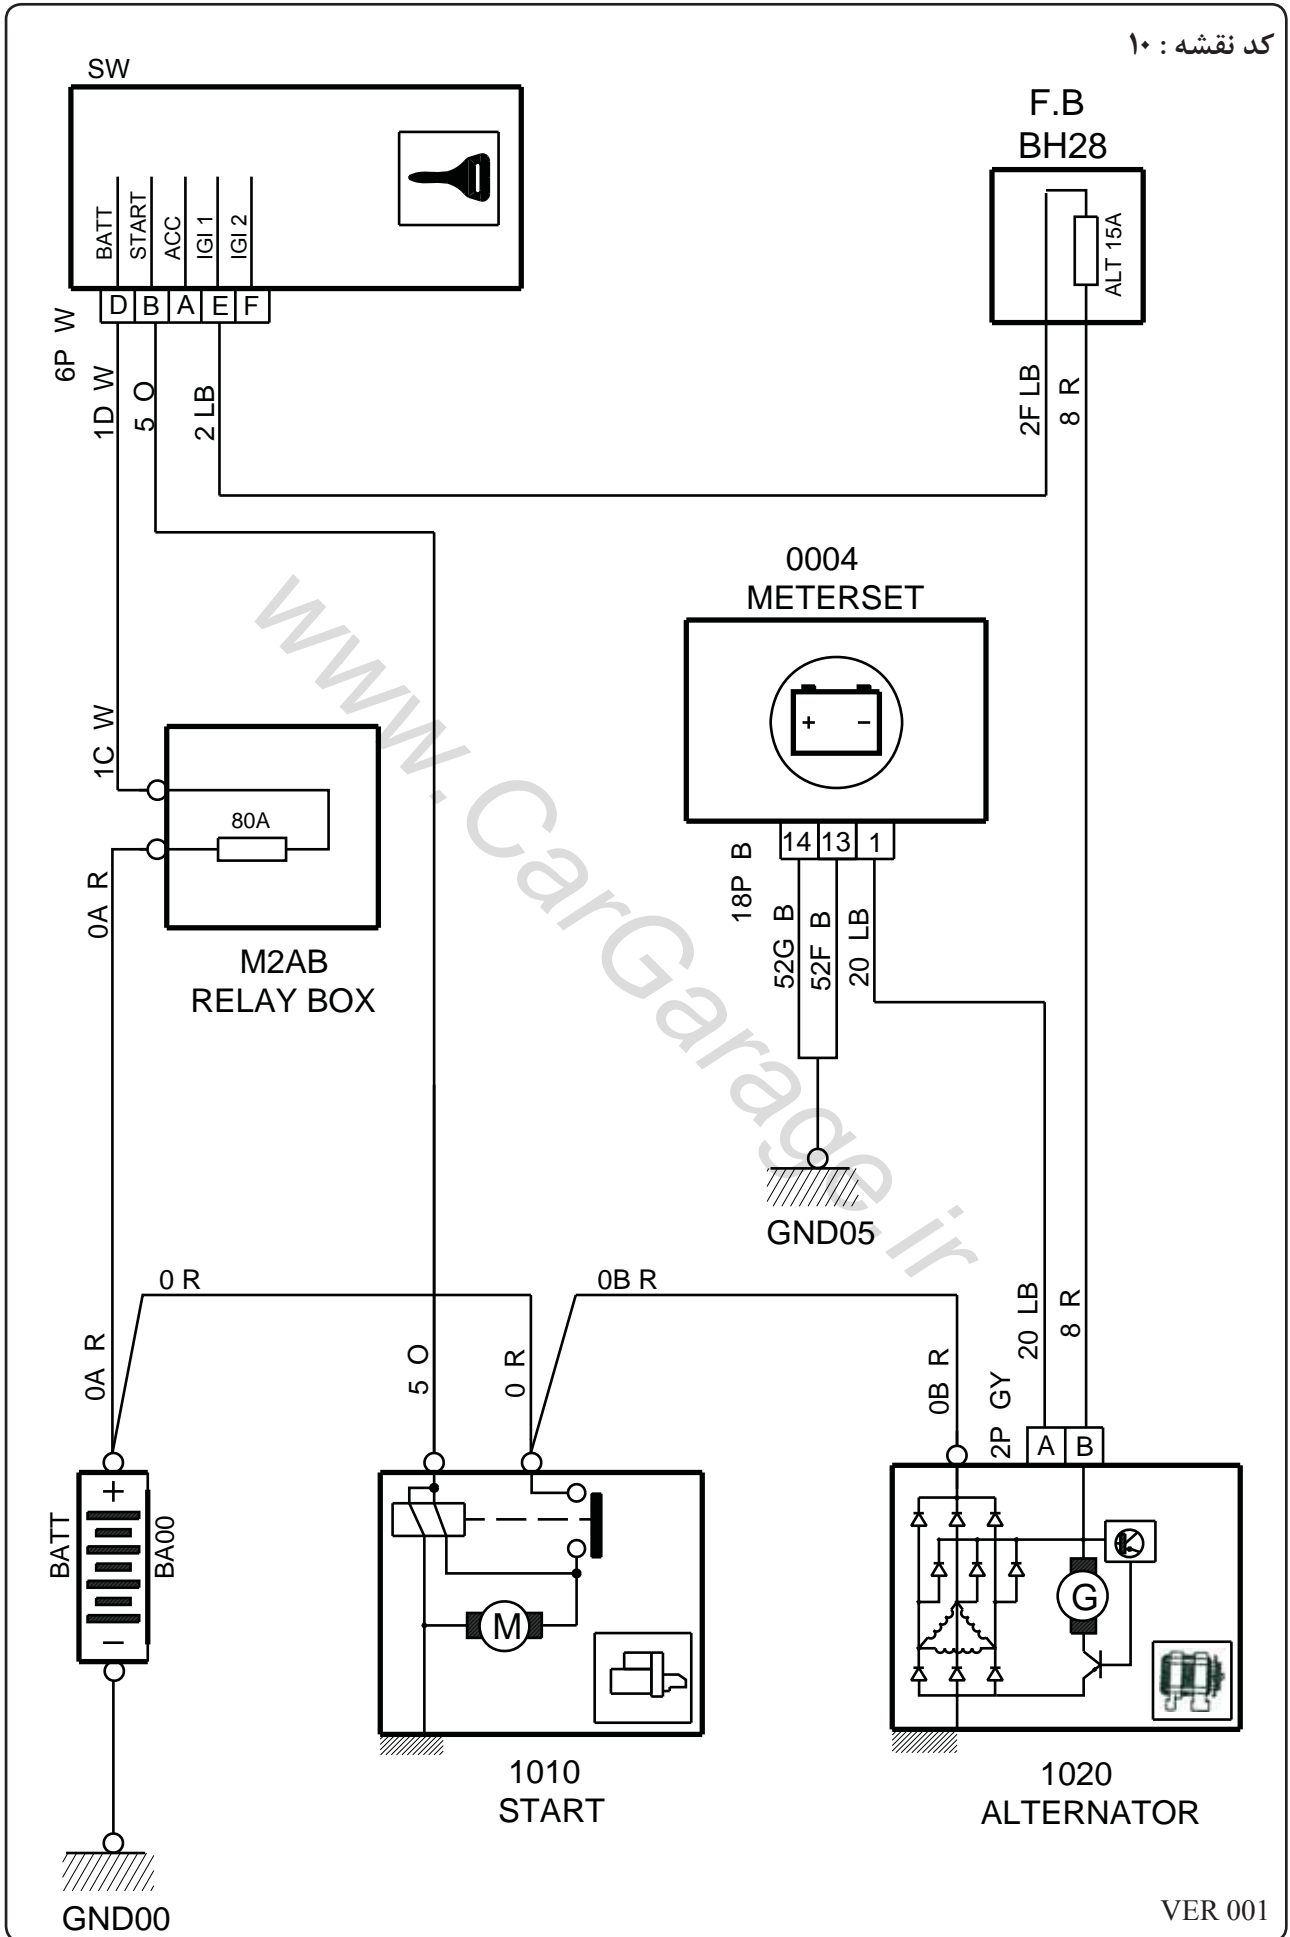 کد نقشه : ۱۰
SW
BATT
START
ACC
IGI 1
IGI 2
D B A E F
6P W
1D W
5 O
2 LB
F.B
BH28
ALT 15A
2F LB
8 R
0004
METERSET
+ −
14 13 1
18P B
52G B
52F B
20 LB
GND05
1C W
80A
0A R
M2AB
RELAY BOX
www.CarGarage.ir
0 R
0B R
0A R
5 O
0 R
0B R
2P GY
20 LB
8 R
A B
BATT
+
−
BA00
GND00
M
1010
START
G
1020
ALTERNATOR
VER 001